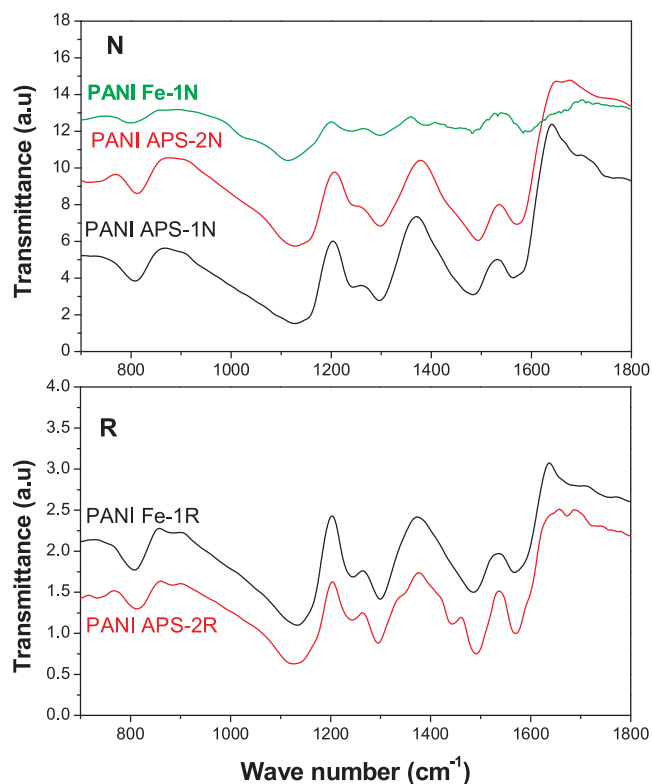 N
PANI Fe-1N
PANI APS-2N
PANI APS-1N
Transmittance (a.u)
18
16
14
12
10
8
6
4
2
0
800 1000 1200 1400 1600 1800
R
PANI Fe-1R
PANI APS-2R
Transmittance (a.u)
4.0
3.5
3.0
2.5
2.0
1.5
1.0
0.5
0.0
800 1000 1200 1400 1600 1800
Wave number (cm⁻¹)